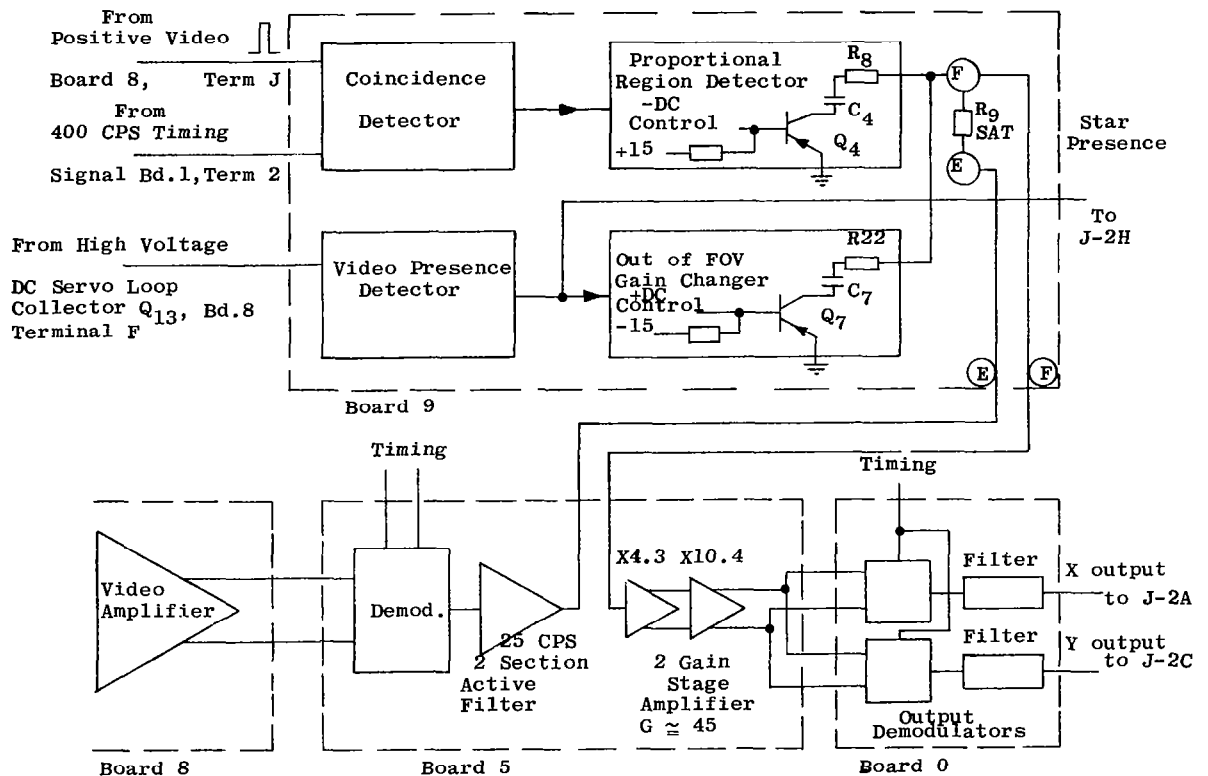 From
Positive Video
Board 8, Term J
From
400 CPS Timing
Signal Bd.1, Term 2
Coincidence
Detector
Proportional
Region Detector
-DC
Control
+15
R8
C4
Q4
F
R9
SAT
E
Star
Presence
To
J-2H
From High Voltage
DC Servo Loop
Collector Q13, Bd.8
Terminal F
Video Presence
Detector
Out of FOV
Gain Changer
+DC
Control
-15
R22
C7
Q7
E
F
Board 9
Timing
Timing
Video
Amplifier
Demod.
25 CPS
2 Section
Active
Filter
X4.3 X10.4
2 Gain
Stage
Amplifier
G ≃ 45
Filter
X output
to J-2A
Filter
Y output
to J-2C
Output
Demodulators
Board 8
Board 5
Board 0